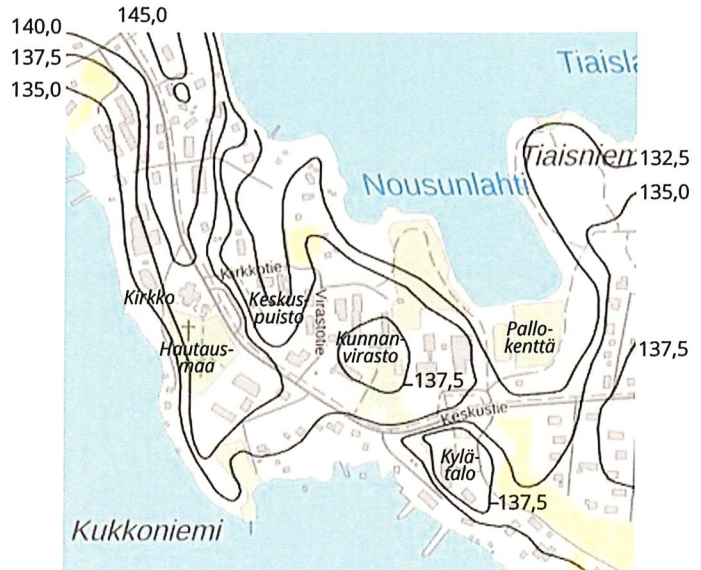 145,0
140,0
137,5
135,0
Tiaisla
Tiaisniem
132,5
135,0
Nousunlahti
Kirkkotie
Kirkko
Keskus-
puisto
Virastotie
Hautaus-
maa
Kunnan-
virasto
Pallo-
kenttä
137,5
137,5
Keskustie
Kylä-
talo
137,5
Kukkoniemi